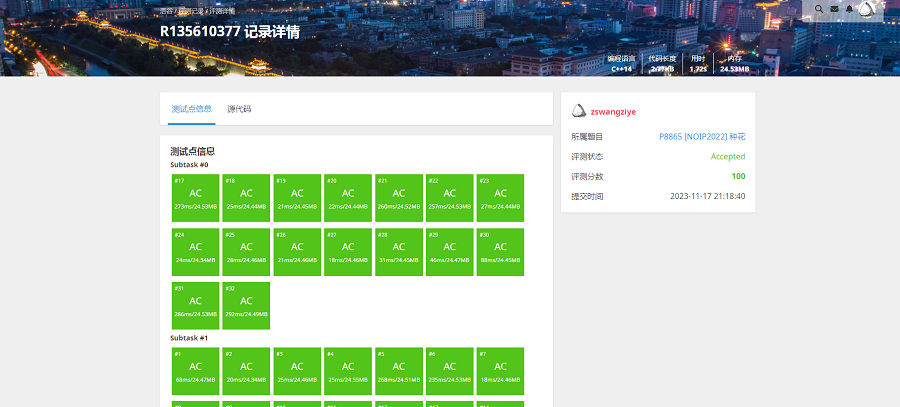 洛谷 / 评测记录 / 评测详情
R135610377 记录详情
编程语言 代码长度 用时 内存
C++14 2.77KB 1.72s 24.53MB
测试点信息 源代码
zswangziye
所属题目 P8865 [NOIP2022] 种花
评测状态 Accepted
评测分数 100
提交时间 2023-11-17 21:18:40
测试点信息
Subtask #0
#17 #18 #19 #20 #21 #22 #23
AC AC AC AC AC AC AC
273ms/24.53MB 25ms/24.44MB 21ms/24.45MB 22ms/24.44MB 260ms/24.52MB 257ms/24.53MB 27ms/24.44MB
#24 #25 #26 #27 #28 #29 #30
AC AC AC AC AC AC AC
24ms/24.34MB 28ms/24.46MB 21ms/24.46MB 18ms/24.46MB 31ms/24.45MB 46ms/24.47MB 88ms/24.45MB
#31 #32
AC AC
286ms/24.53MB 292ms/24.49MB
Subtask #1
#1 #2 #3 #4 #5 #6 #7
AC AC AC AC AC AC AC
68ms/24.47MB 20ms/24.34MB 25ms/24.46MB 25ms/24.55MB 268ms/24.51MB 235ms/24.53MB 18ms/24.46MB